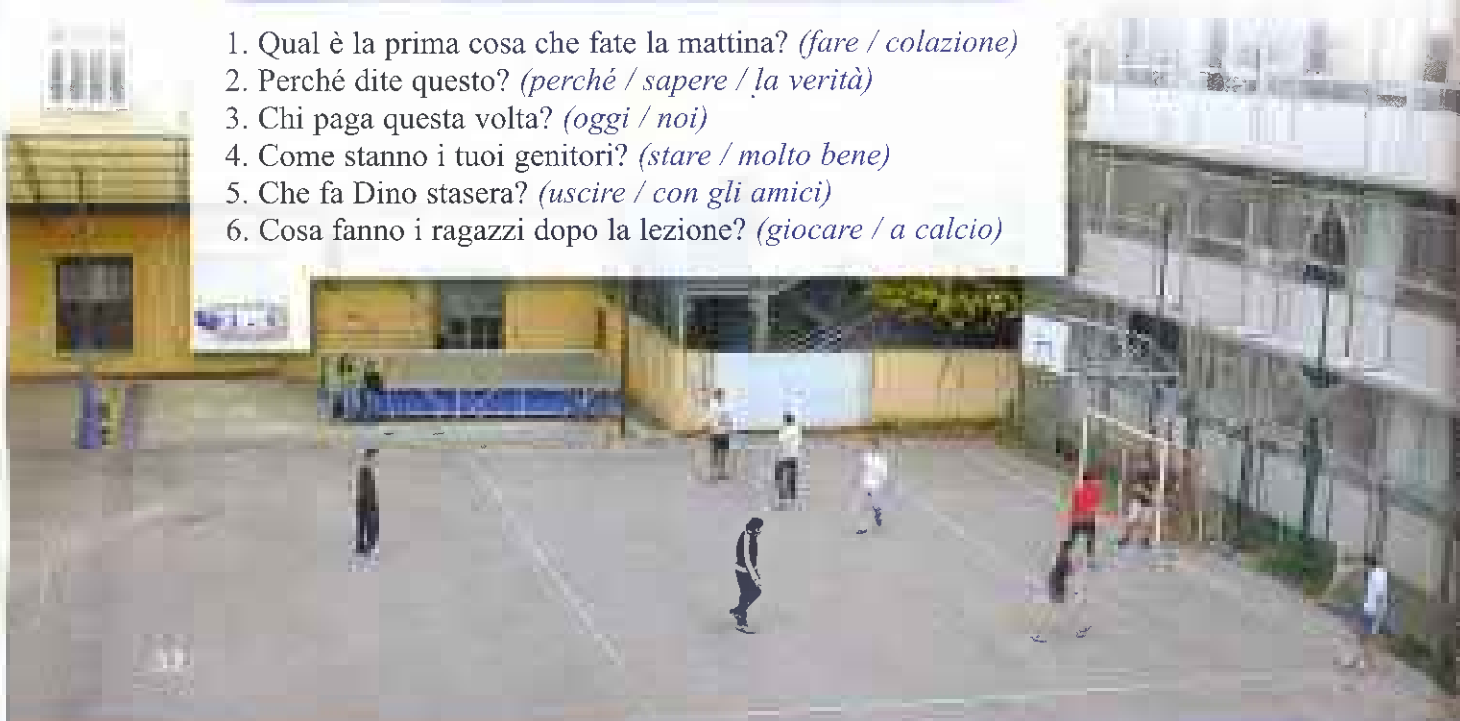 1. Qual è la prima cosa che fate la mattina? (fare / colazione)
2. Perché dite questo? (perché / sapere / la verità)
3. Chi paga questa volta? (oggi / noi)
4. Come stanno i tuoi genitori? (stare / molto bene)
5. Che fa Dino stasera? (uscire / con gli amici)
6. Cosa fanno i ragazzi dopo la lezione? (giocare / a calcio)